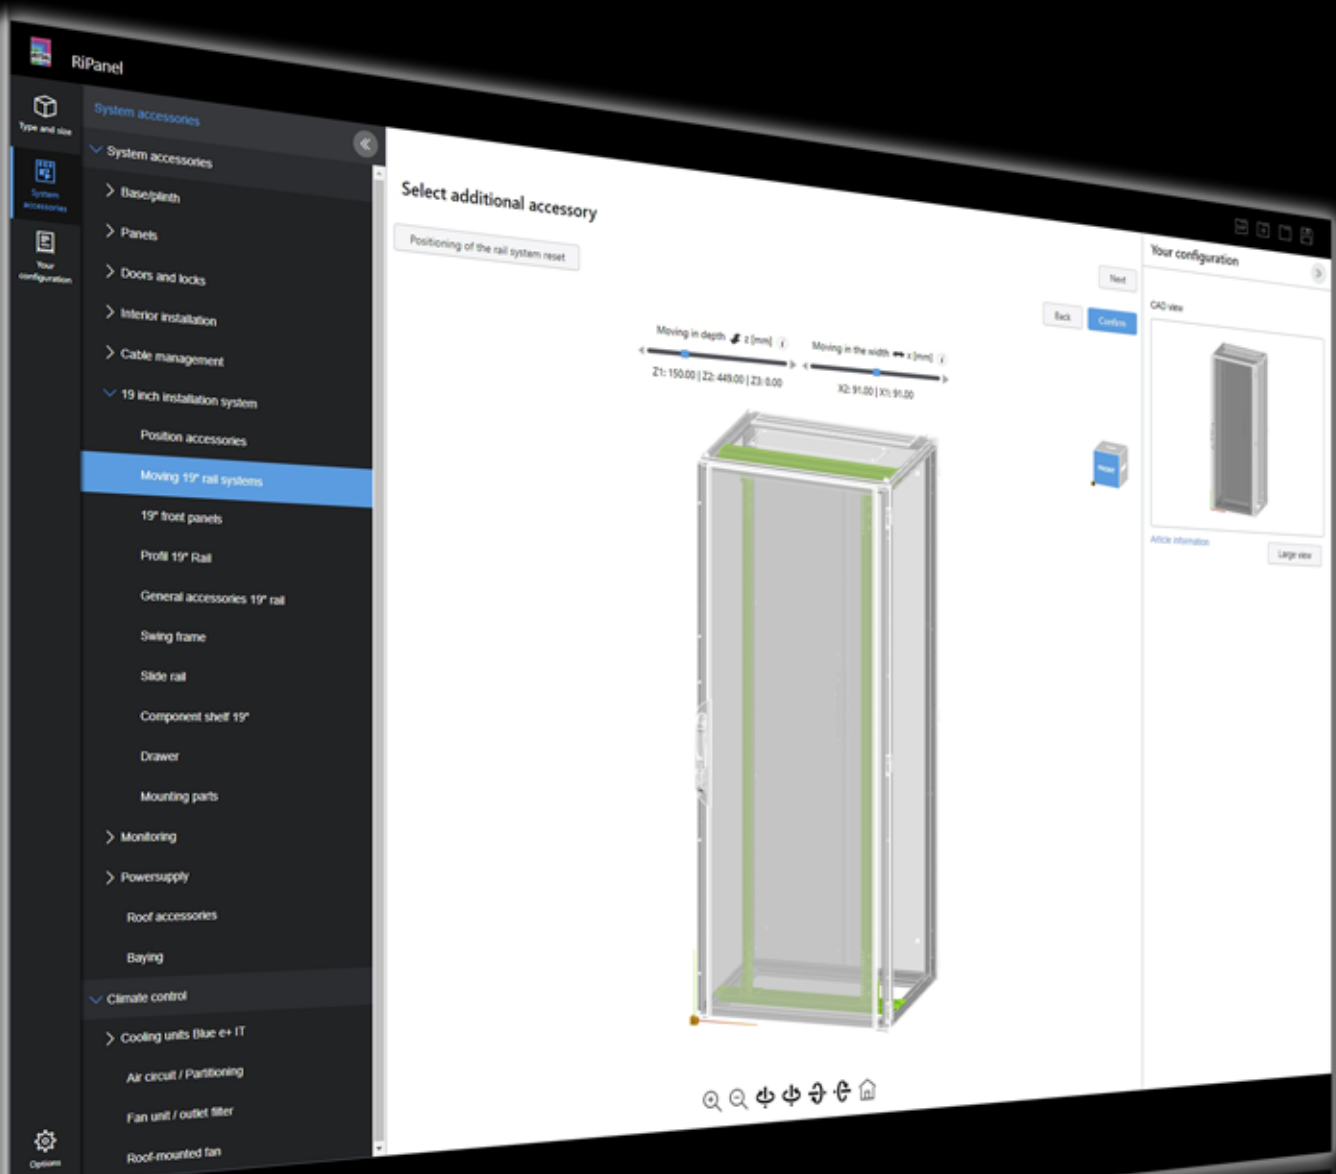 RiPanel
Type and size
System
accessories
Your
configuration
Options
System accessories
System accessories
Base/plinth
Panels
Doors and locks
Interior installation
Cable management
19 inch installation system
Position accessories
Moving 19" rail systems
19" front panels
Profil 19" Rail
General accessories 19" rail
Swing frame
Slide rail
Component shelf 19"
Drawer
Mounting parts
Monitoring
Powersupply
Roof accessories
Baying
Climate control
Cooling units Blue e+ IT
Air circuit / Partitioning
Fan unit / outlet filter
Roof-mounted fan
Select additional accessory
Positioning of the rail system reset
Next
Back
Confirm
Moving in depth z [mm] i
Z1: 150.00 | Z2: 449.00 | Z3: 0.00
Moving in the width x [mm] i
X2: 91.00 | X1: 91.00
FRONT
Your configuration
CAD view
Article information
Large view